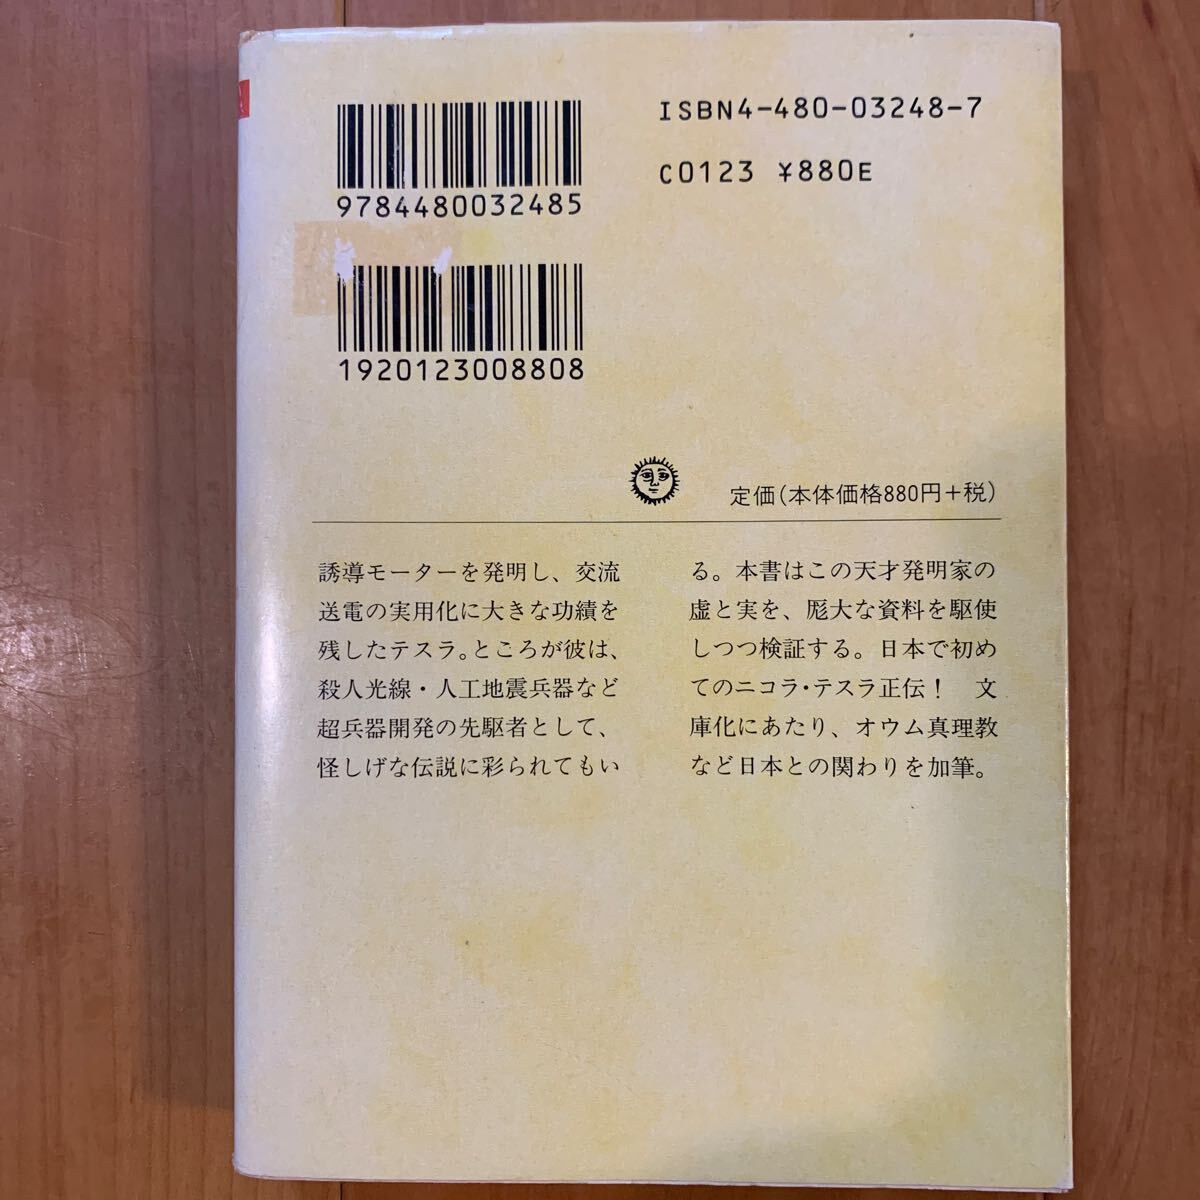 ISBN4-480-03248-7
C0123 ¥880E
9784480032485
1920123008808
定価(本体価格880円+税)
誘導モーターを発明し、交流
送電の実用化に大きな功績を
残したテスラ。ところが彼は、
殺人光線・人工地震兵器など
超兵器開発の先駆者として、
怪しげな伝説に彩られてもい
る。本書はこの天才発明家の
虚と実を、厖大な資料を駆使
しつつ検証する。日本で初め
てのニコラ・テスラ正伝！　文
庫化にあたり、オウム真理教
など日本との関わりを加筆。